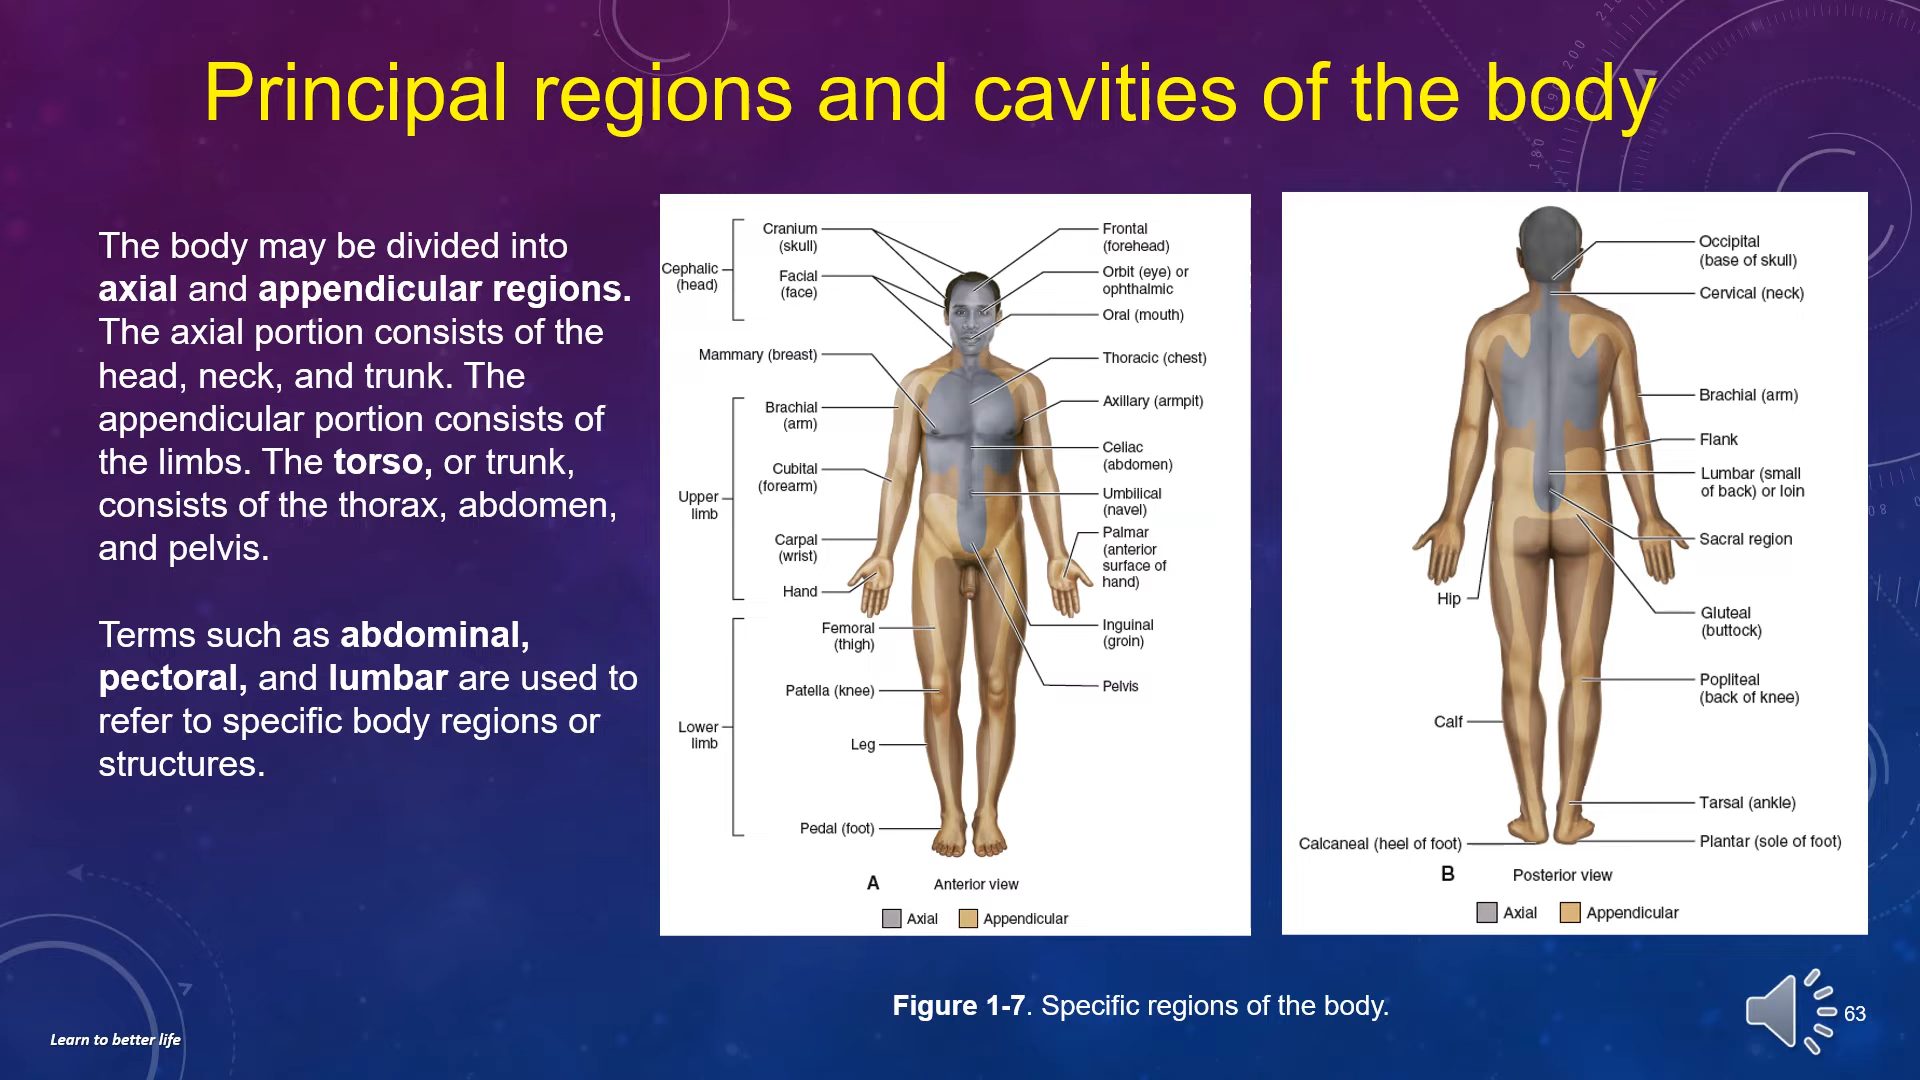 Principal regions and cavities of the body
The body may be divided into
axial and appendicular regions.
The axial portion consists of the
head, neck, and trunk. The
appendicular portion consists of
the limbs. The torso, or trunk,
consists of the thorax, abdomen,
and pelvis.
Terms such as abdominal,
pectoral, and lumbar are used to
refer to specific body regions or
structures.
Cephalic
(head)
Cranium
(skull)
Facial
(face)
Mammary (breast)
Upper
limb
Brachial
(arm)
Cubital
(forearm)
Carpal
(wrist)
Hand
Lower
limb
Femoral
(thigh)
Patella (knee)
Leg
Pedal (foot)
Frontal
(forehead)
Orbit (eye) or
ophthalmic
Oral (mouth)
Thoracic (chest)
Axillary (armpit)
Celiac
(abdomen)
Umbilical
(navel)
Palmar
(anterior
surface of
hand)
Inguinal
(groin)
Pelvis
A Anterior view
Axial Appendicular
Occipital
(base of skull)
Cervical (neck)
Brachial (arm)
Flank
Lumbar (small
of back) or loin
Sacral region
Hip
Gluteal
(buttock)
Popliteal
(back of knee)
Calf
Tarsal (ankle)
Calcaneal (heel of foot)
Plantar (sole of foot)
B Posterior view
Axial Appendicular
Figure 1-7. Specific regions of the body.
63
Learn to better life
180
190
200
210
80